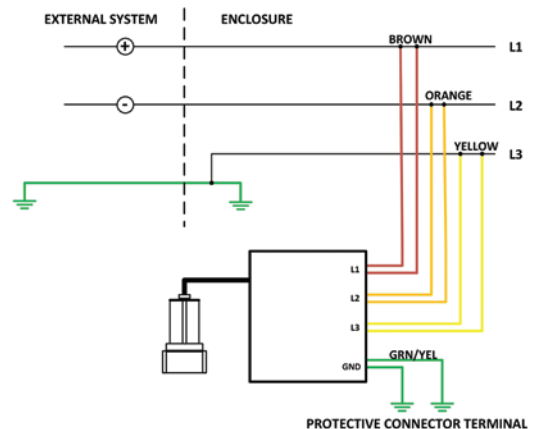 EXTERNAL SYSTEM
ENCLOSURE
BROWN
+
L1
ORANGE
-
L2
YELLOW
L3
L1
L2
L3
GRN/YEL
GND
PROTECTIVE CONNECTOR TERMINAL